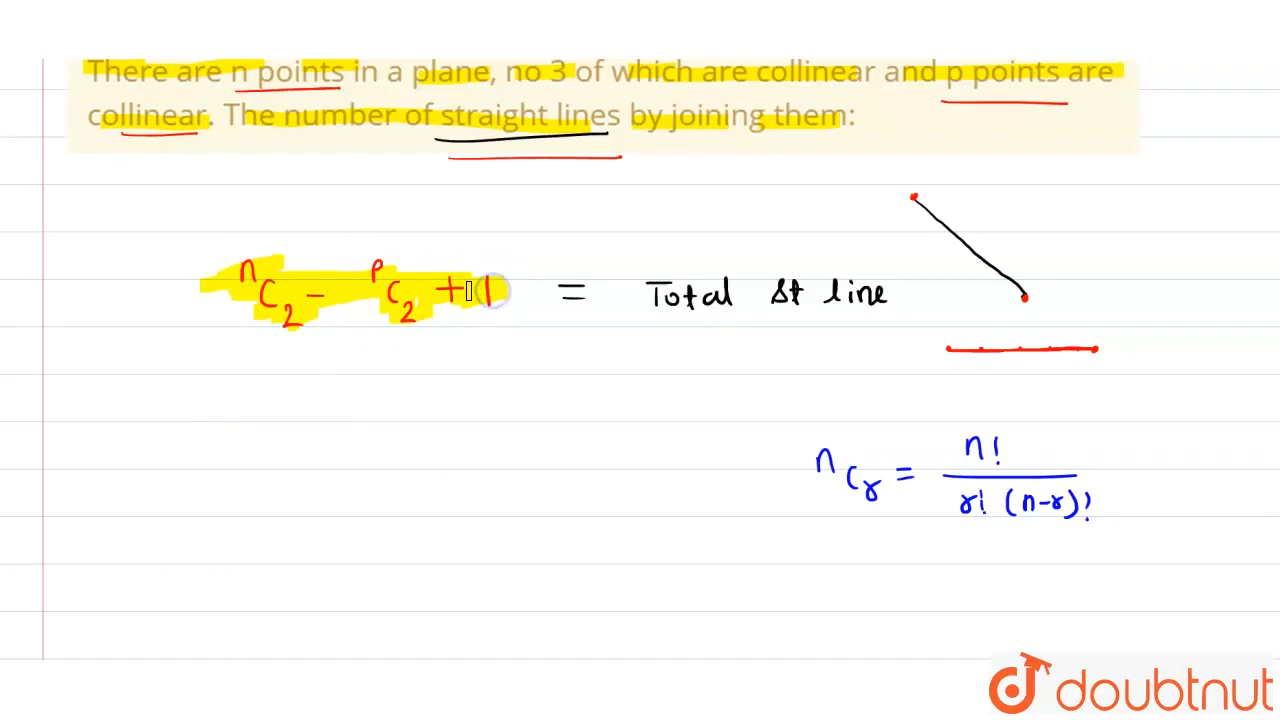 There are n points in a plane, no 3 of which are collinear and p points are
collinear. The number of straight lines by joining them:
ⁿC₂ − ᵖC₂ + 1 = Total st line
ⁿCᵣ = n! / r! (n-r)!
doubtnut